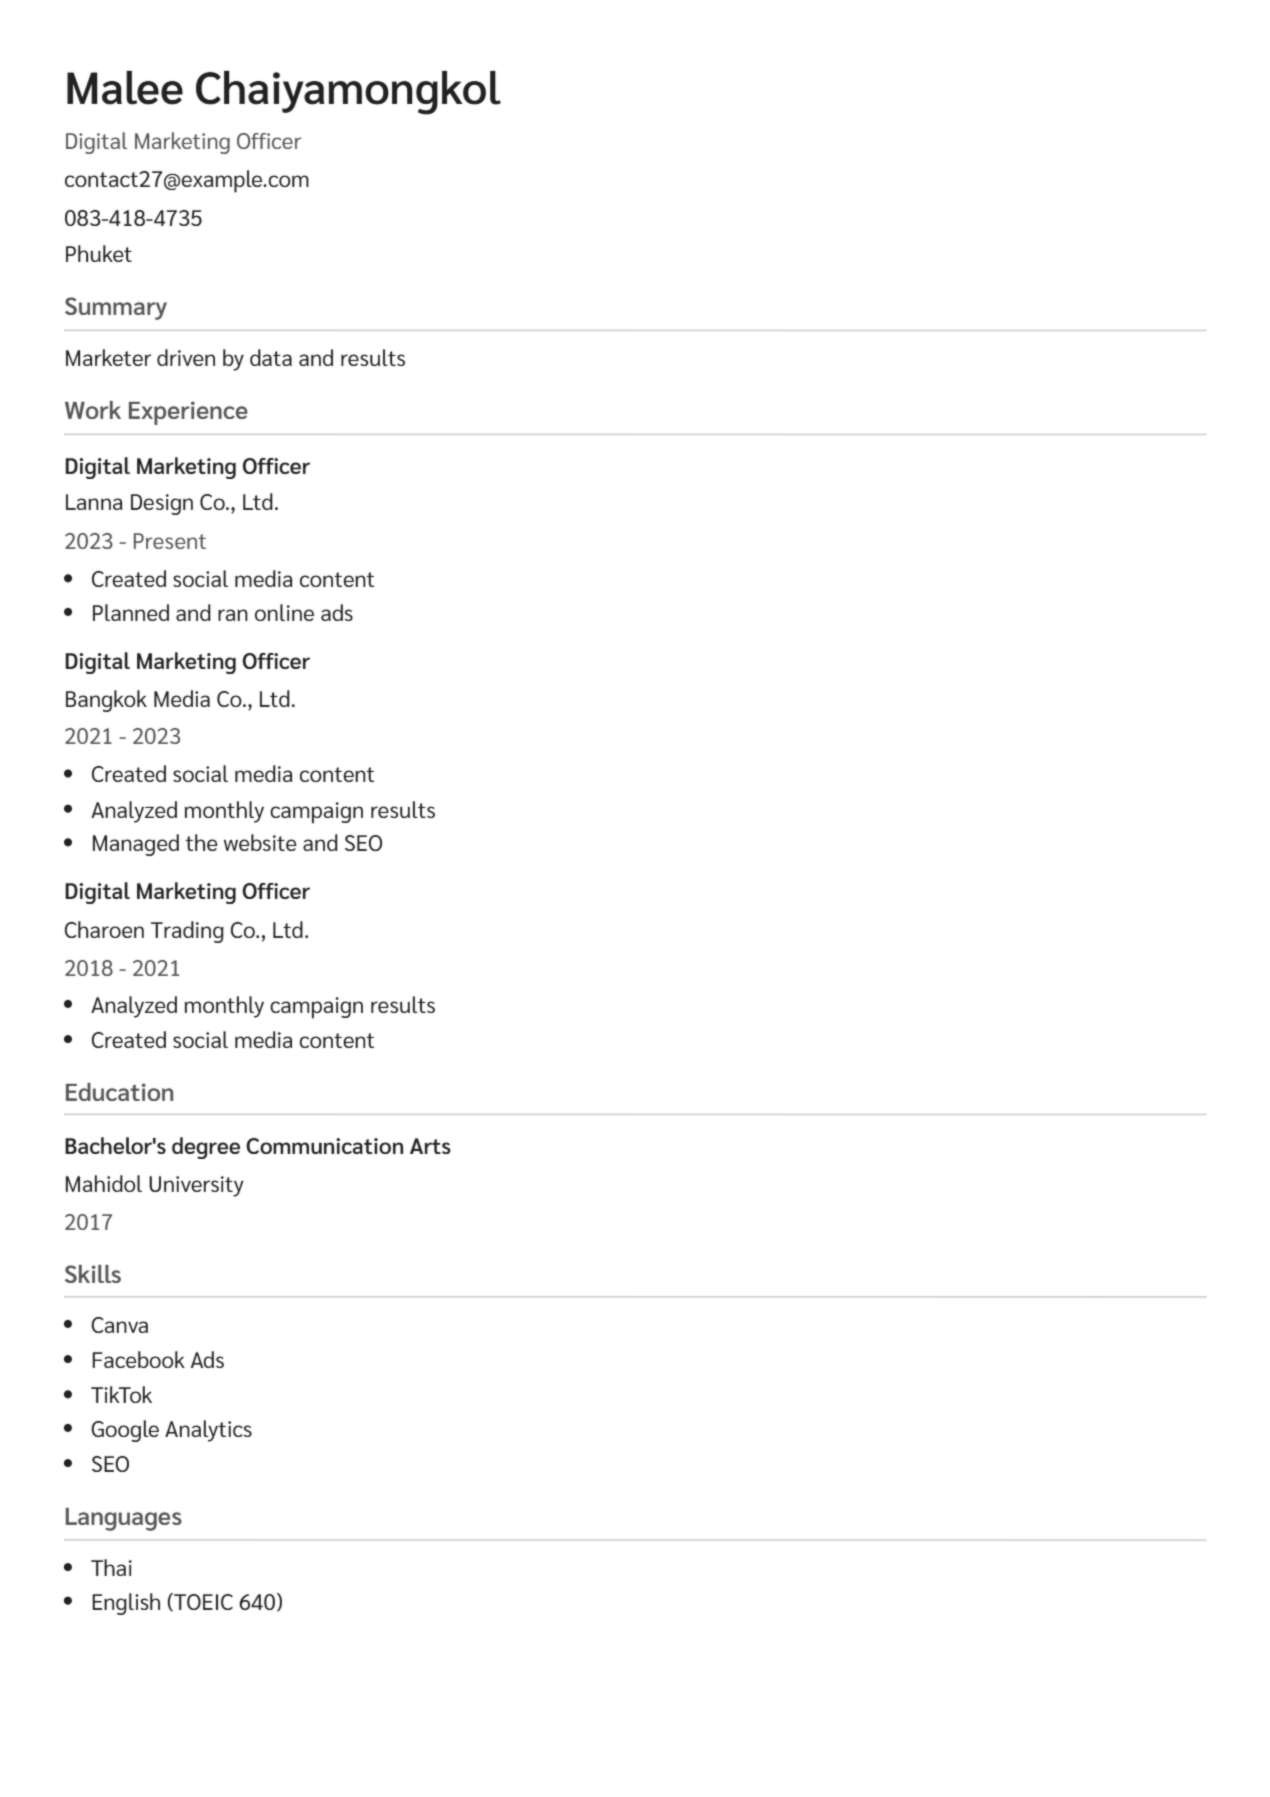 Malee Chaiyamongkol
Digital Marketing Officer
contact27@example.com
083-418-4735
Phuket
Summary
Marketer driven by data and results
Work Experience
Digital Marketing Officer
Lanna Design Co., Ltd.
2023 - Present
• Created social media content
• Planned and ran online ads
Digital Marketing Officer
Bangkok Media Co., Ltd.
2021 - 2023
• Created social media content
• Analyzed monthly campaign results
• Managed the website and SEO
Digital Marketing Officer
Charoen Trading Co., Ltd.
2018 - 2021
• Analyzed monthly campaign results
• Created social media content
Education
Bachelor's degree Communication Arts
Mahidol University
2017
Skills
• Canva
• Facebook Ads
• TikTok
• Google Analytics
• SEO
Languages
• Thai
• English (TOEIC 640)